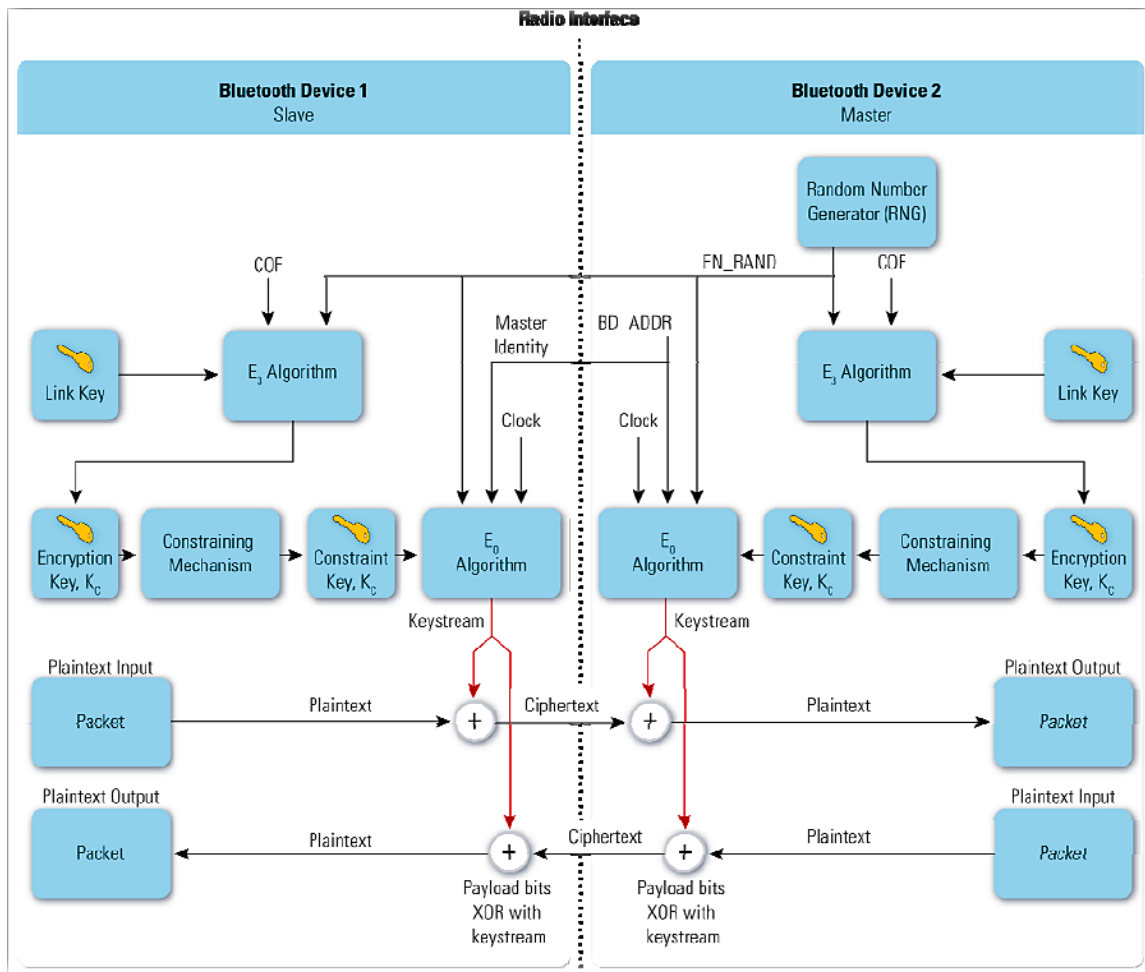 Radio Interface
Bluetooth Device 1
Slave
Bluetooth Device 2
Master
Random Number
Generator (RNG)
COF
FN_RAND
COF
Master
Identity
BD_ADDR
Link Key
E3 Algorithm
E3 Algorithm
Link Key
Clock
Clock
Encryption
Key, KC
Constraining
Mechanism
Constraint
Key, KC
E0
Algorithm
E0
Algorithm
Constraint
Key, KC
Constraining
Mechanism
Encryption
Key, KC
Keystream
Keystream
Plaintext Input
Plaintext Output
Packet
Plaintext
+
Ciphertext
+
Plaintext
Packet
Plaintext Output
Plaintext Input
Packet
Plaintext
+
Ciphertext
+
Plaintext
Packet
Payload bits
XOR with
keystream
Payload bits
XOR with
keystream